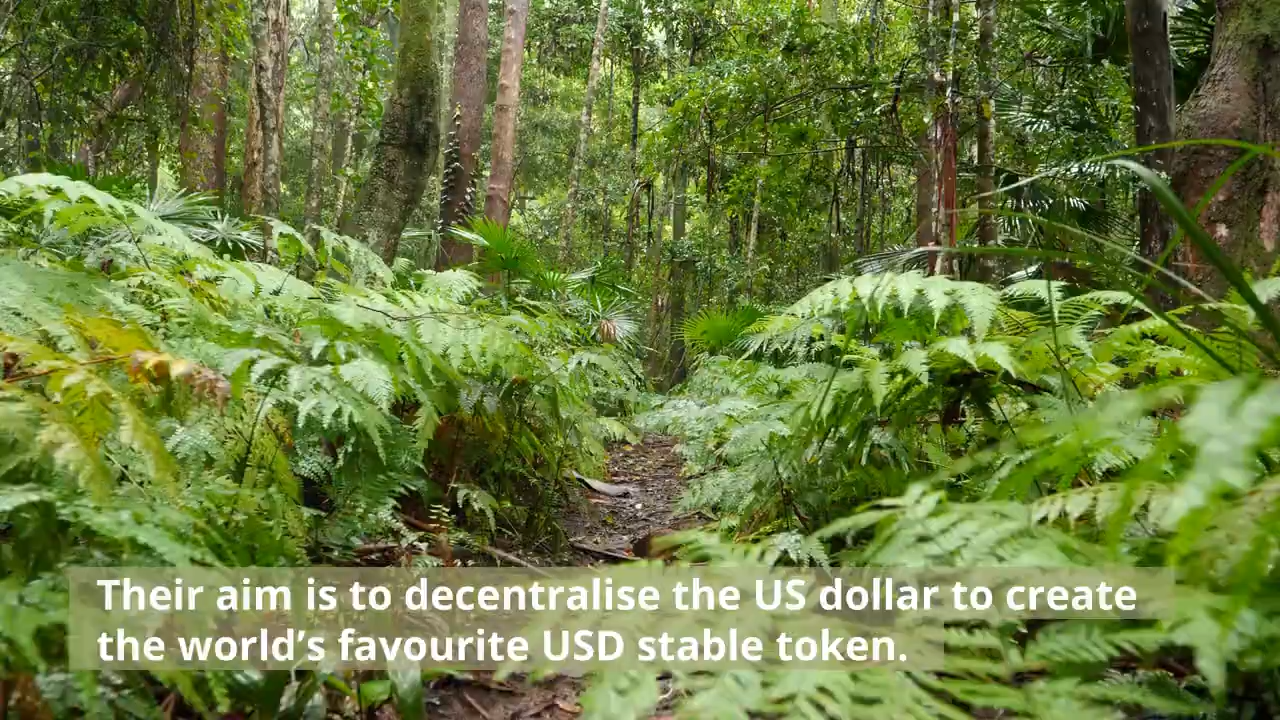 Their aim is to decentralise the US dollar to create
the world’s favourite USD stable token.